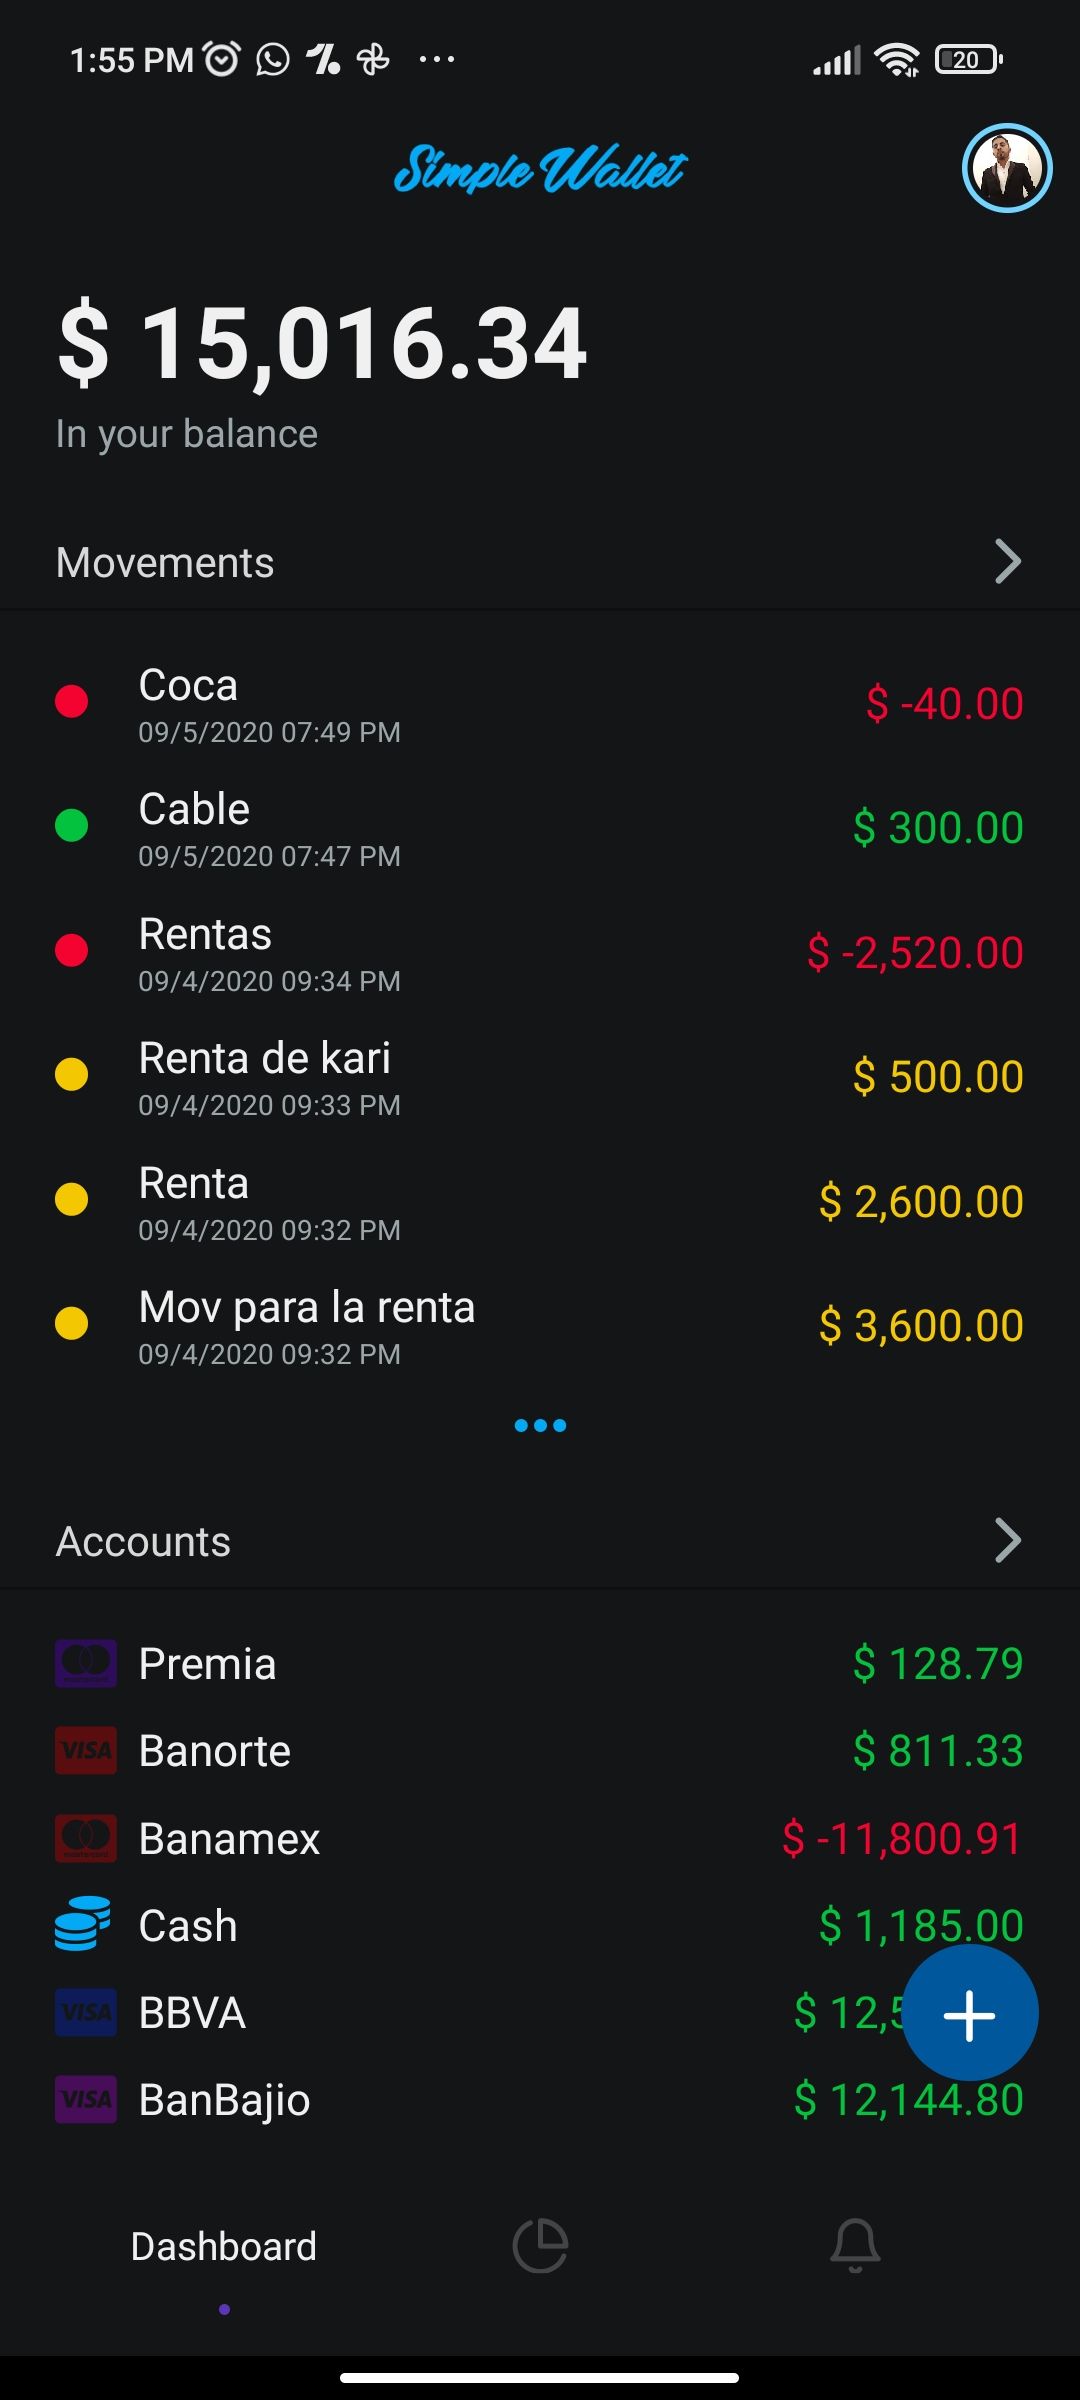 1:55 PM
20
Simple Wallet
$ 15,016.34
In your balance
Movements
Coca
09/5/2020 07:49 PM
$ -40.00
Cable
09/5/2020 07:47 PM
$ 300.00
Rentas
09/4/2020 09:34 PM
$ -2,520.00
Renta de kari
09/4/2020 09:33 PM
$ 500.00
Renta
09/4/2020 09:32 PM
$ 2,600.00
Mov para la renta
09/4/2020 09:32 PM
$ 3,600.00
Accounts
Premia
$ 128.79
VISA Banorte
$ 811.33
mastercard Banamex
$ -11,800.91
Cash
$ 1,185.00
VISA BBVA
$ 12,5
VISA BanBajio
$ 12,144.80
Dashboard